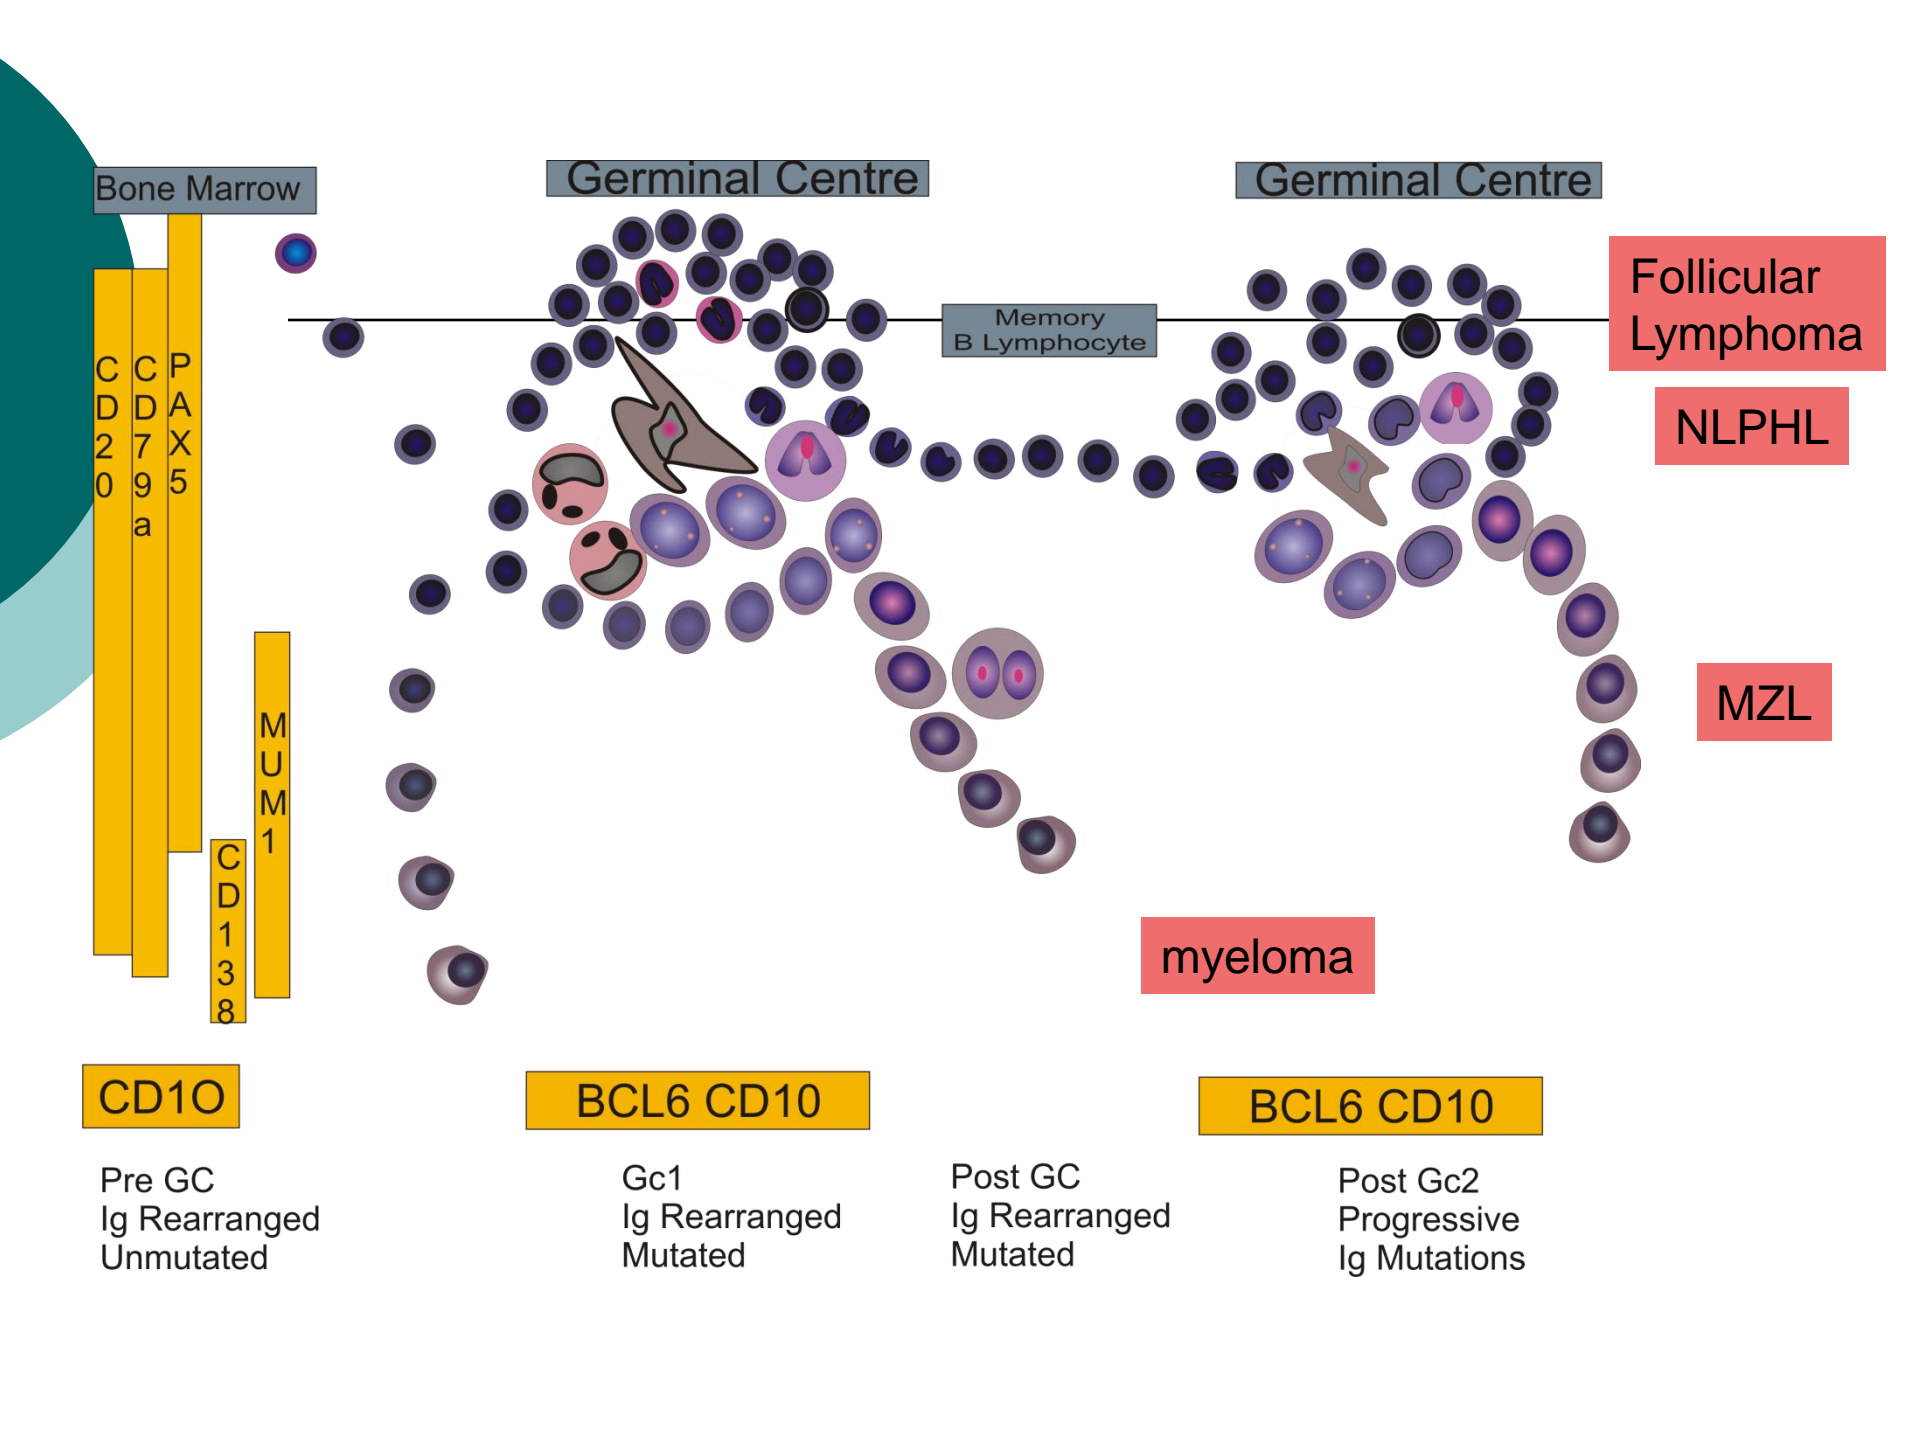 Bone Marrow
Germinal Centre
Germinal Centre
Follicular
Lymphoma
Memory
B Lymphocyte
NLPHL
CD20
CD79a
PAX5
MUM1
CD138
MZL
myeloma
CD1O
BCL6 CD10
BCL6 CD10
Pre GC
Ig Rearranged
Unmutated
Gc1
Ig Rearranged
Mutated
Post GC
Ig Rearranged
Mutated
Post Gc2
Progressive
Ig Mutations